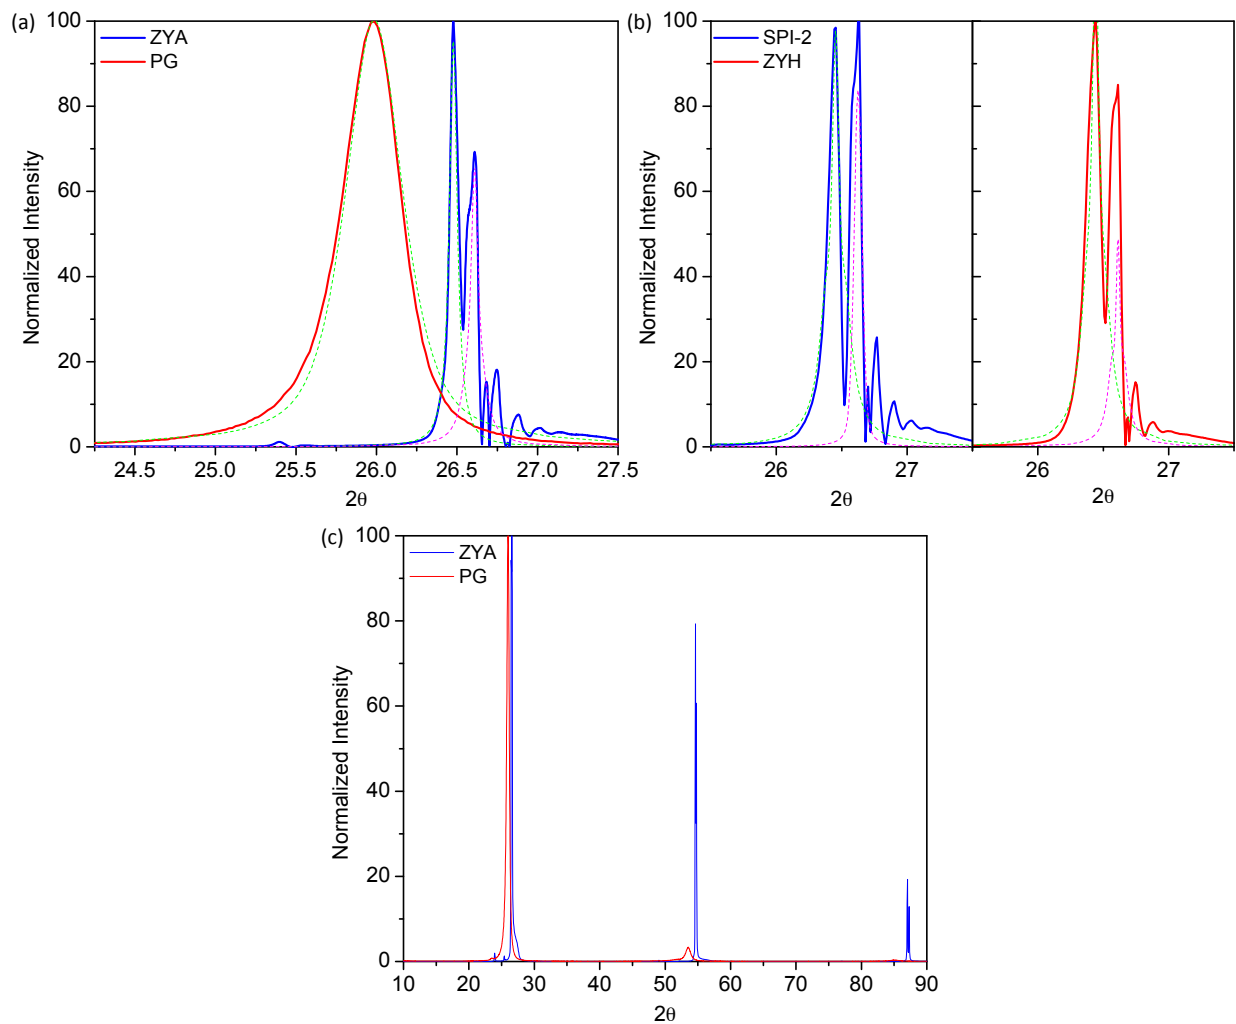 (a)
100
80
60
40
20
0
Normalized Intensity
ZYA
PG
24.5 25.0 25.5 26.0 26.5 27.0 27.5
2θ
(b)
100
80
60
40
20
0
Normalized Intensity
SPI-2
ZYH
26 27 26 27
2θ 2θ
(c)
100
80
60
40
20
0
Normalized Intensity
ZYA
PG
10 20 30 40 50 60 70 80 90
2θ